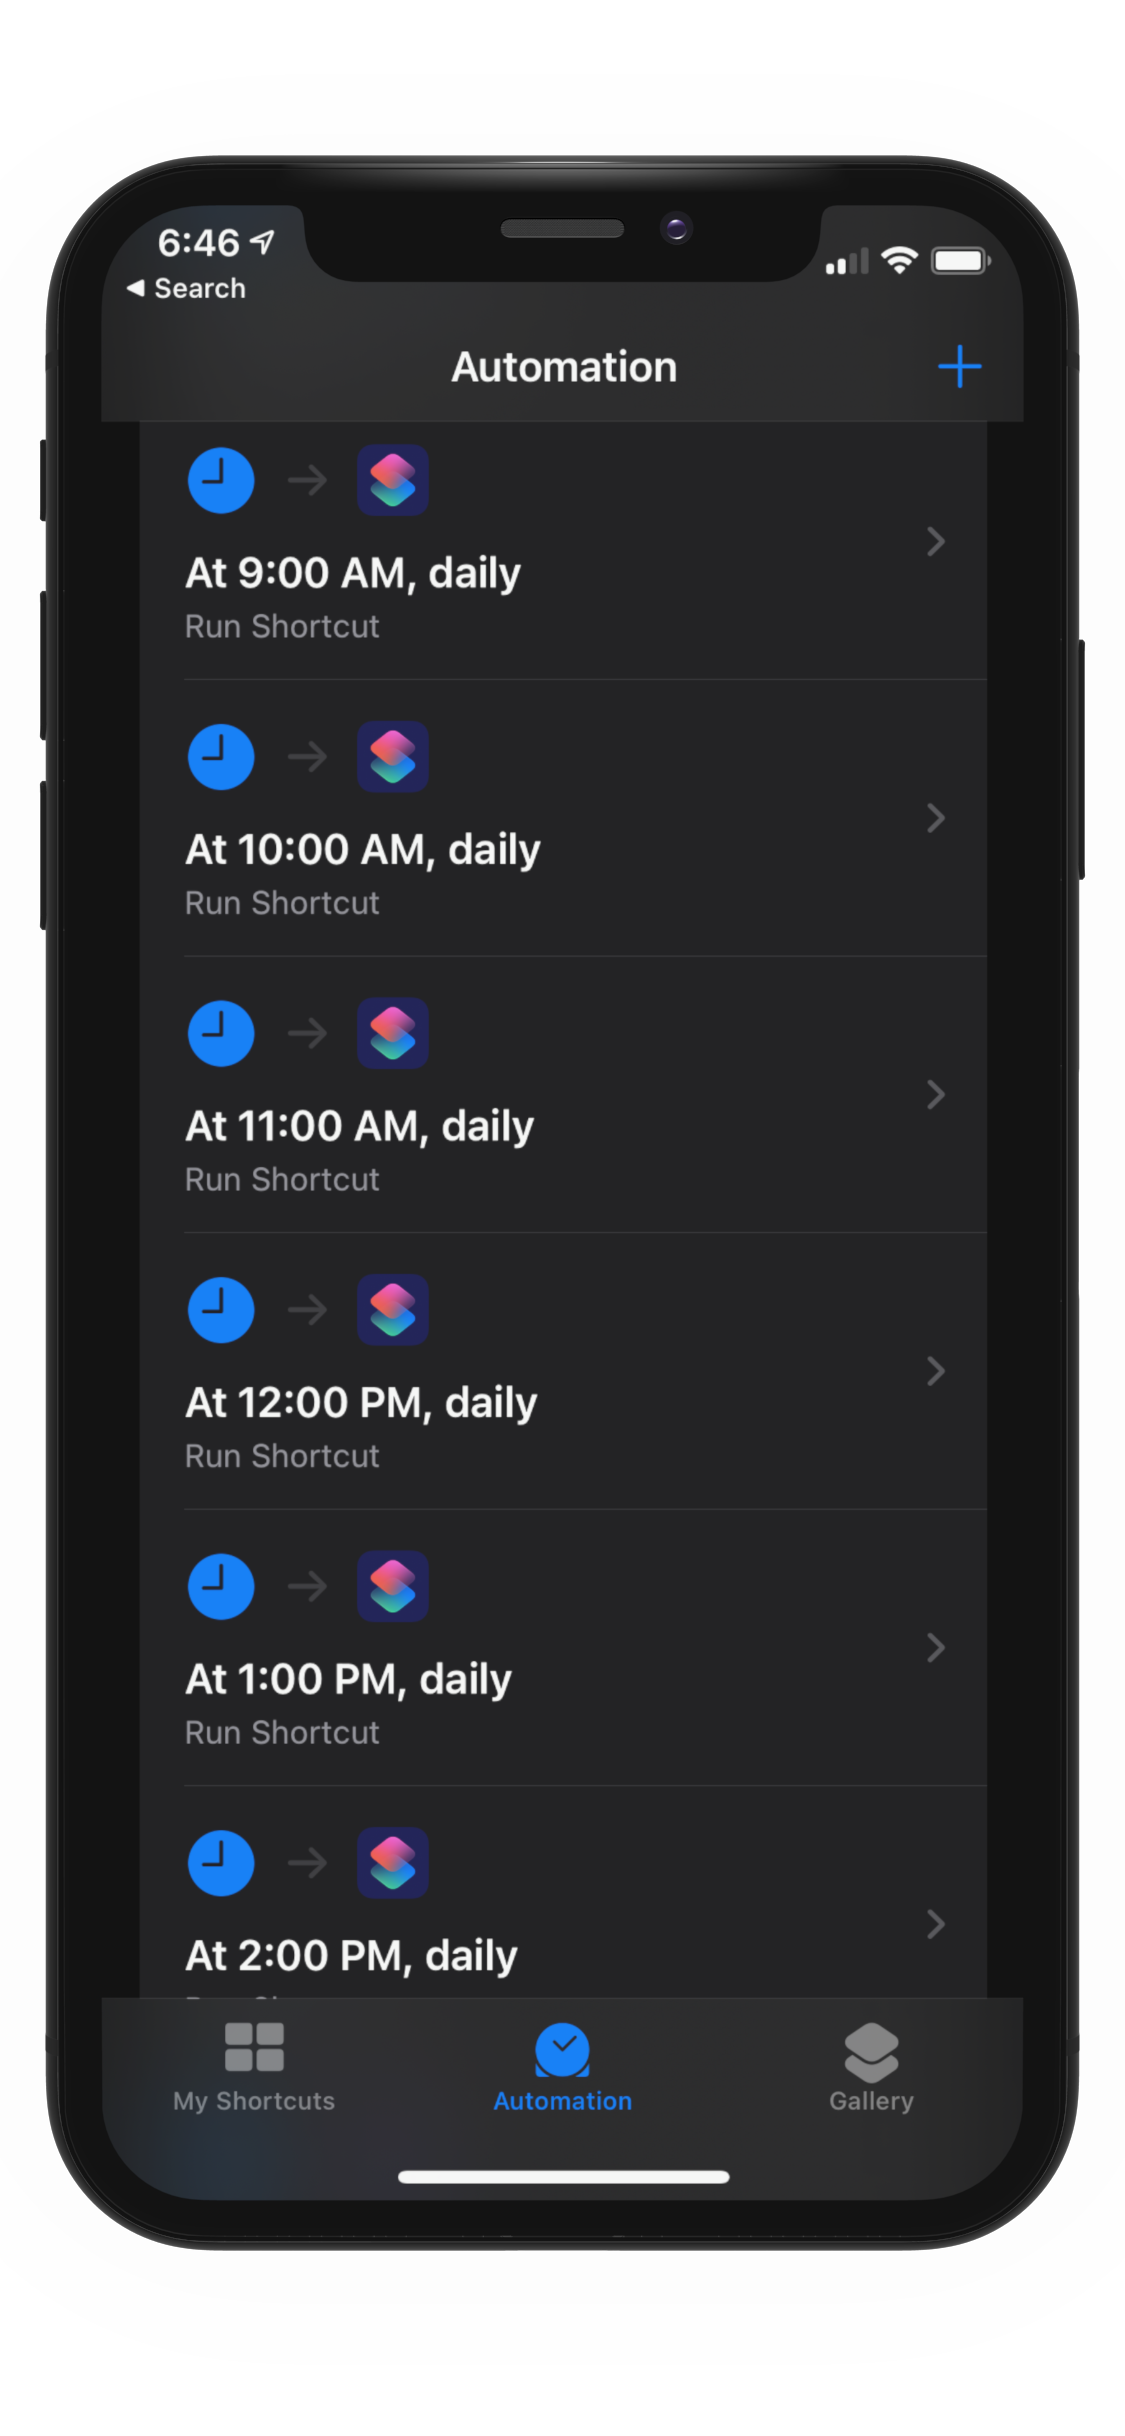 6:46
Search
Automation
At 9:00 AM, daily
Run Shortcut
At 10:00 AM, daily
Run Shortcut
At 11:00 AM, daily
Run Shortcut
At 12:00 PM, daily
Run Shortcut
At 1:00 PM, daily
Run Shortcut
At 2:00 PM, daily
My Shortcuts
Automation
Gallery